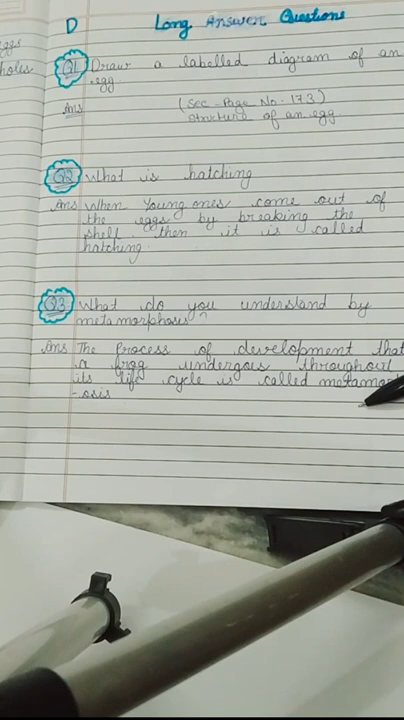 eggs
holes
D Long Answer Questions
Q1 Draw a labelled diagram of an
egg.
Ans (See-Page No. 173)
Structure of an egg
Q2 What is hatching
Ans When Young ones come out of
the eggs by breaking the
shell then it is called
hatching.
Q3 What do you understand by
metamorphosis?
Ans The Process of development that
a frog undergoes throughout
its life cycle is called metamor
-osis